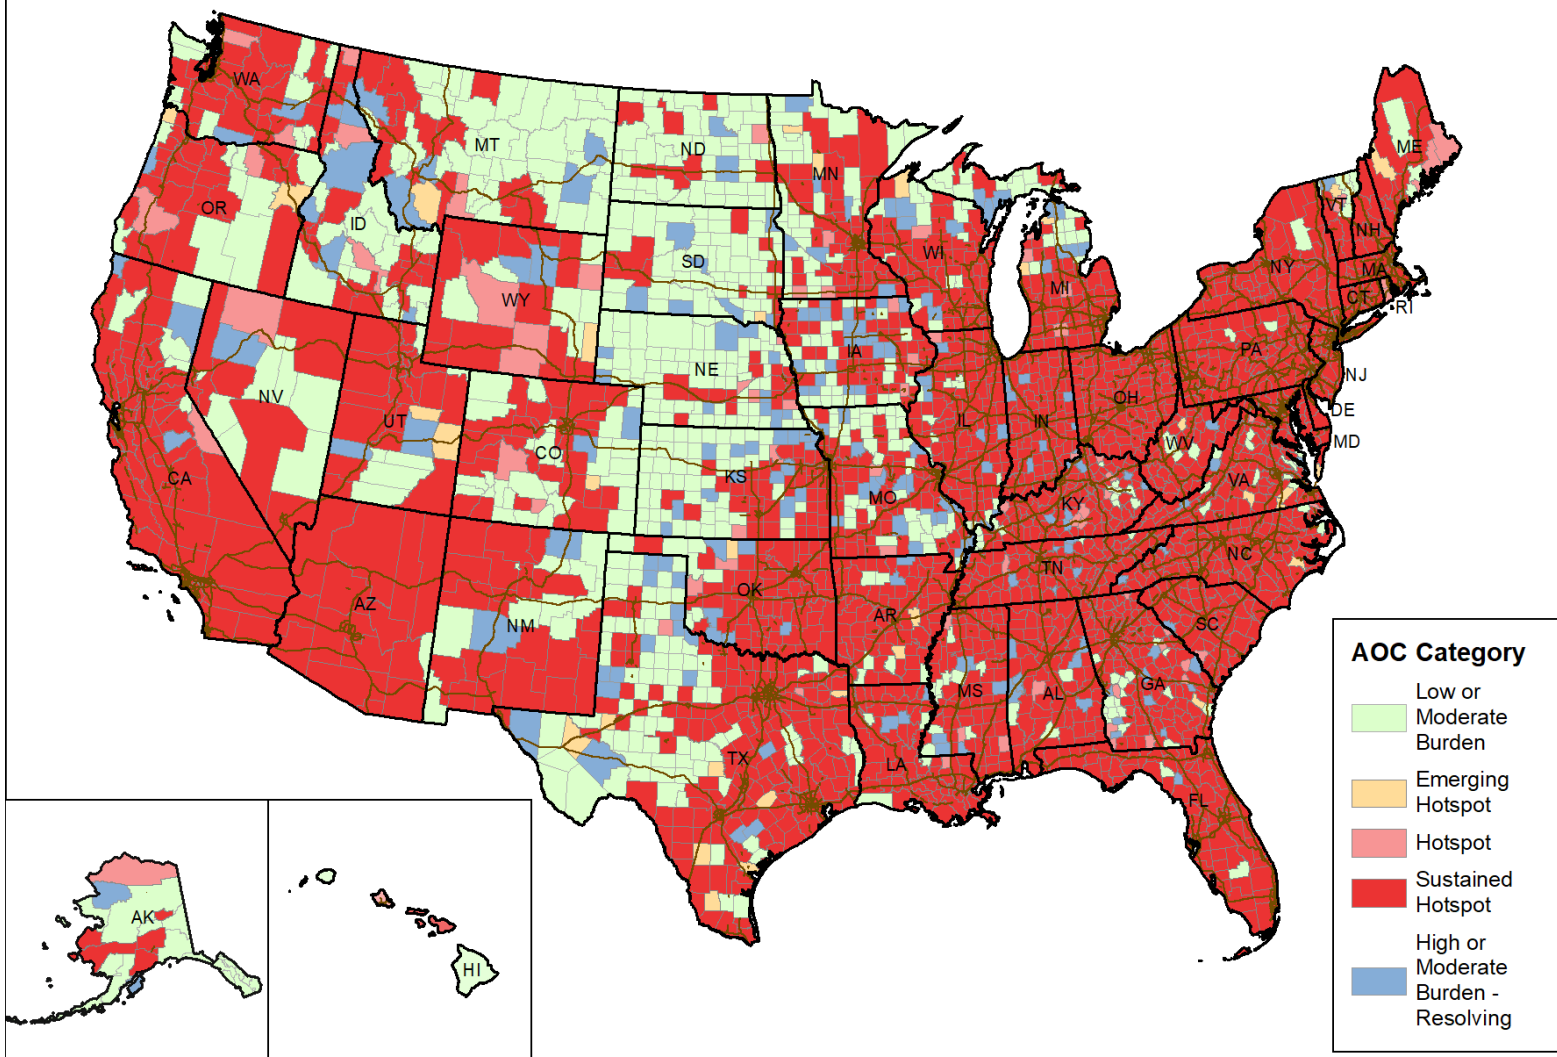 WA
MT
ND
MN
ME
OR
ID
VT
NH
WI
SD
NY
MA
MI
WY
CT
RI
IA
PA
NE
NJ
NV
OH
UT
IL
IN
DE
CO
WV
MD
CA
KS
MO
VA
KY
NC
TN
OK
AZ
AR
NM
SC
MS
AL
GA
TX
LA
FL
AK
HI
AOC Category
Low or
Moderate
Burden
Emerging
Hotspot
Hotspot
Sustained
Hotspot
High or
Moderate
Burden -
Resolving